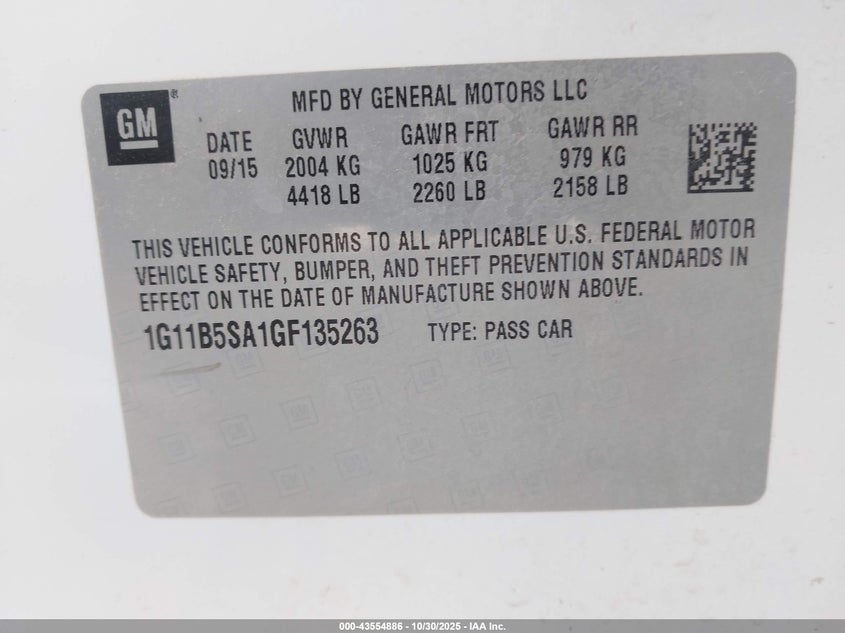 GM®
MFD BY GENERAL MOTORS LLC
DATE GVWR GAWR FRT GAWR RR
09/15 2004 KG 1025 KG 979 KG
4418 LB 2260 LB 2158 LB
THIS VEHICLE CONFORMS TO ALL APPLICABLE U.S. FEDERAL MOTOR
VEHICLE SAFETY, BUMPER, AND THEFT PREVENTION STANDARDS IN
EFFECT ON THE DATE OF MANUFACTURE SHOWN ABOVE.
1G11B5SA1GF135263 TYPE: PASS CAR
000-43554886 - 10/30/2025 - IAA Inc.